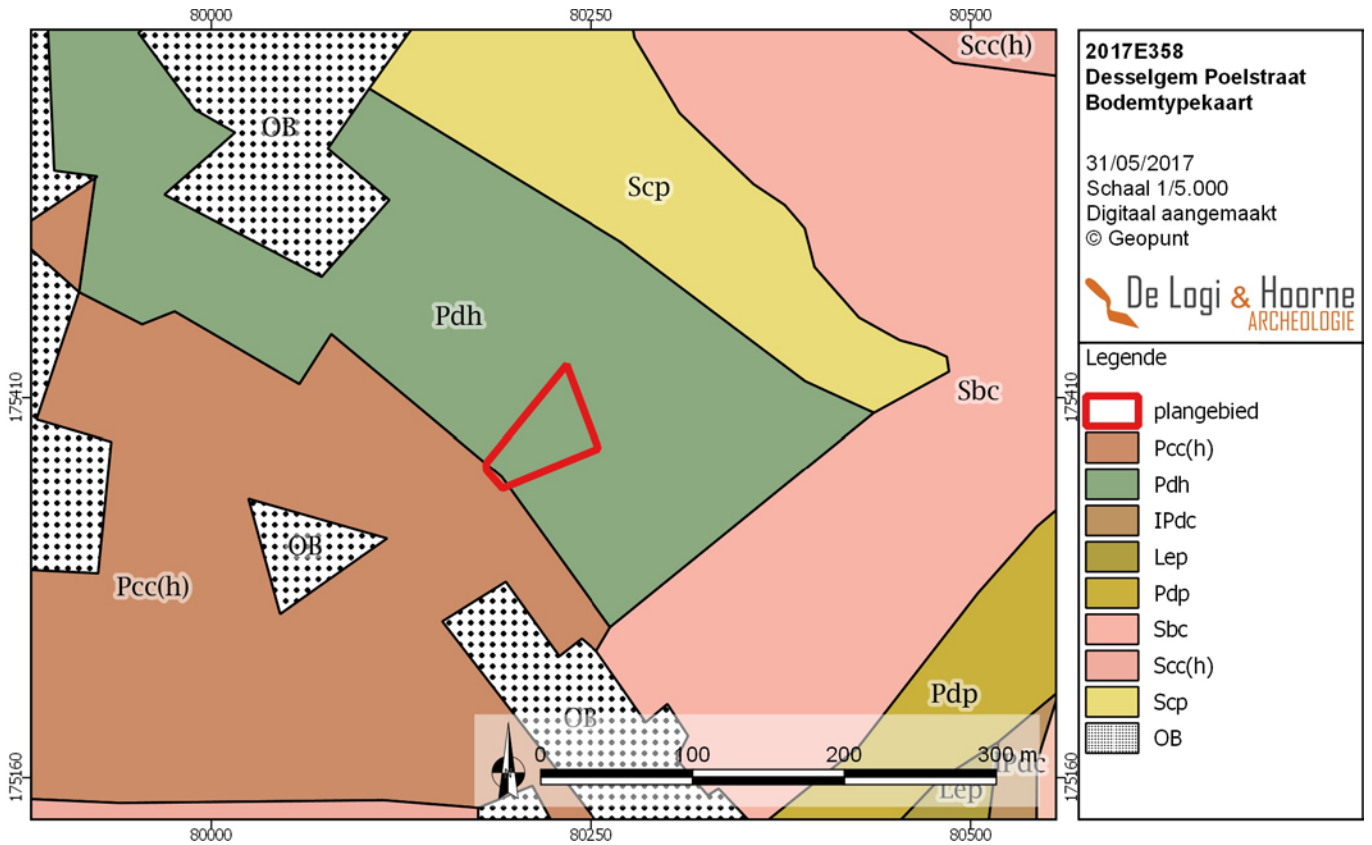 80000 80250 80500
Scc(h)
OB
Scp
Pdh
175410
175410
Sbc
OB
Pcc(h)
Pdp
OB
IPdc
Lep
0 100 200 300 m
175160
175160
80000 80250 80500
2017E358
Desselgem Poelstraat
Bodemtypekaart
31/05/2017
Schaal 1/5.000
Digitaal aangemaakt
© Geopunt
De Logi & Hoorne
ARCHEOLOGIE
Legende
plangebied
Pcc(h)
Pdh
IPdc
Lep
Pdp
Sbc
Scc(h)
Scp
OB